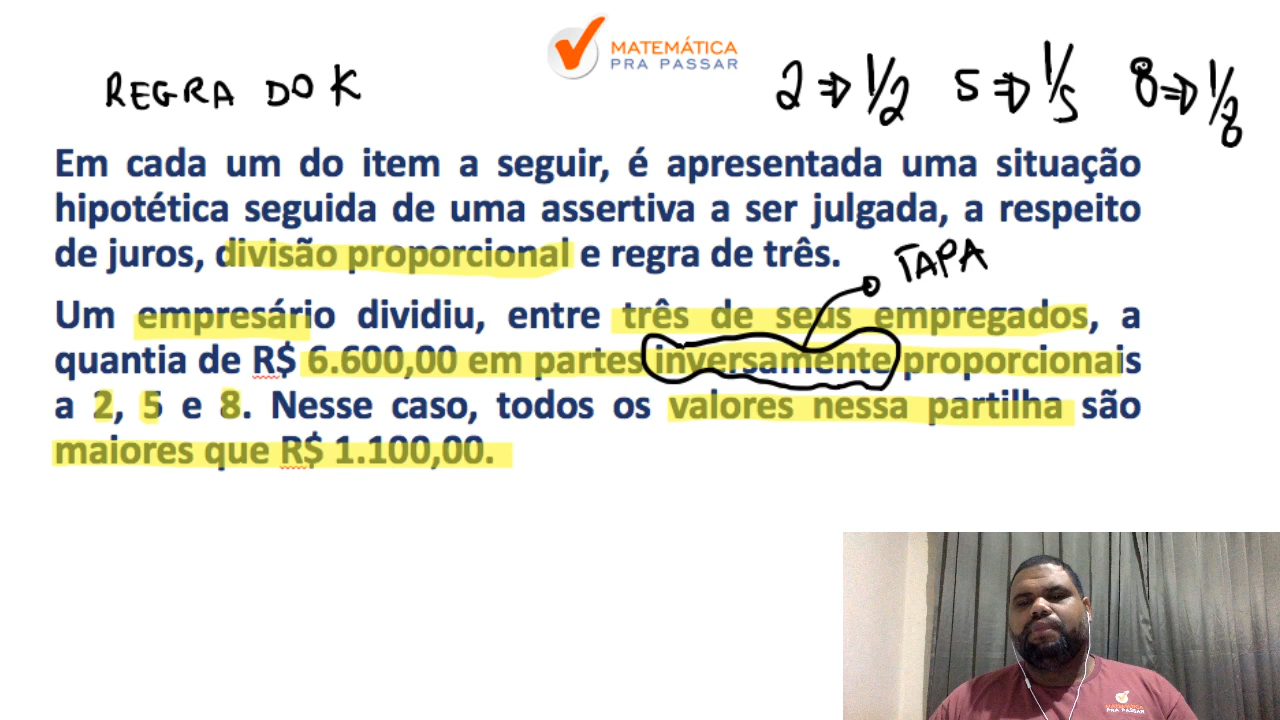 MATEMÁTICA
PRA PASSAR
REGRA DO K
2 ⇒ 1/2 5 ⇒ 1/5 8 ⇒ 1/8
Em cada um do item a seguir, é apresentada uma situação
hipotética seguida de uma assertiva a ser julgada, a respeito
de juros, divisão proporcional e regra de três.
TAPA
Um empresário dividiu, entre três de seus empregados, a
quantia de R$ 6.600,00 em partes inversamente proporcionais
a 2, 5 e 8. Nesse caso, todos os valores nessa partilha são
maiores que R$ 1.100,00.
MATEMÁTICA
PRA PASSAR